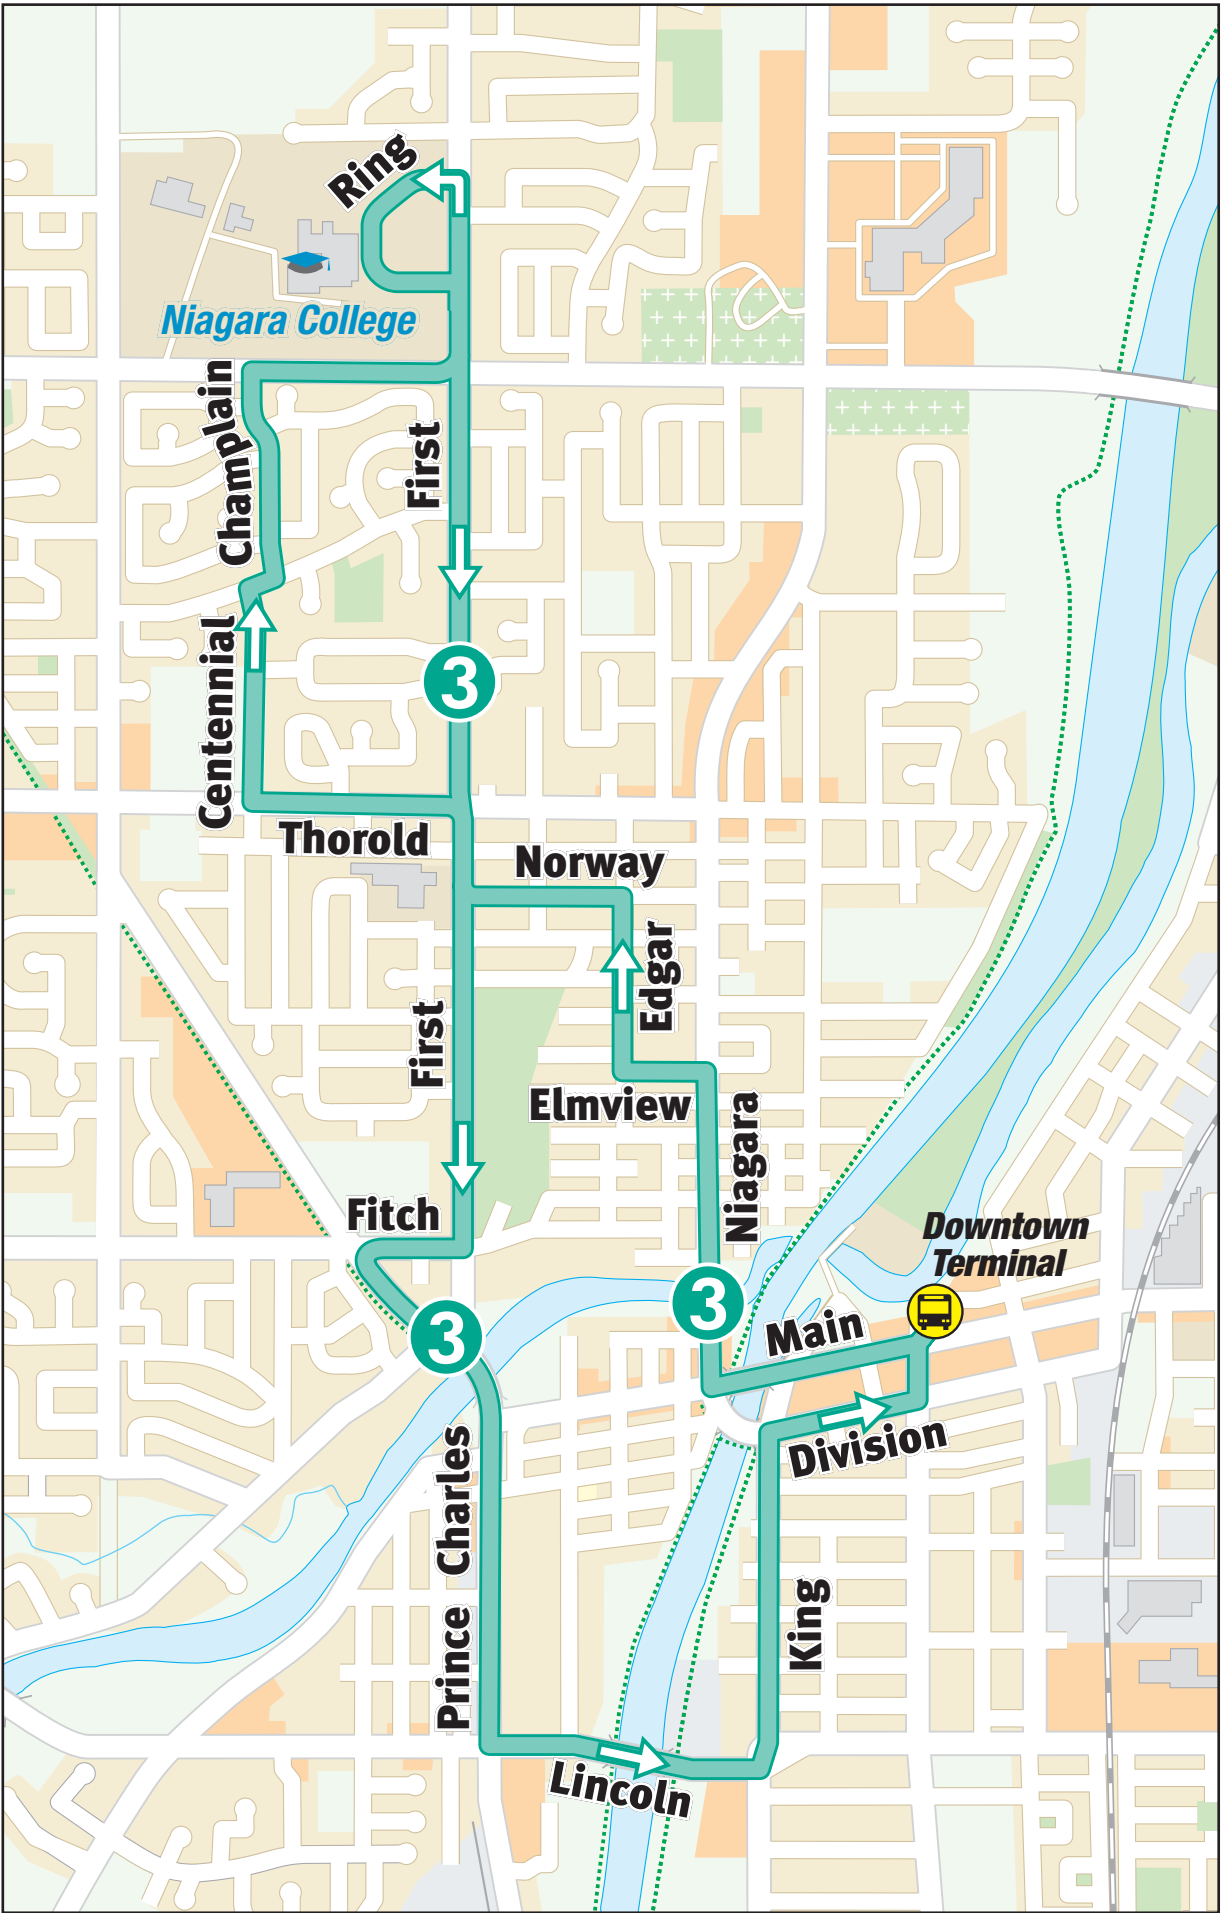 Ring
Niagara College
Champlain
First
Centennial
3
Thorold
Norway
Edgar
First
Elmview
Niagara
Fitch
Downtown
Terminal
3
3
Main
Division
Prince Charles
King
Lincoln